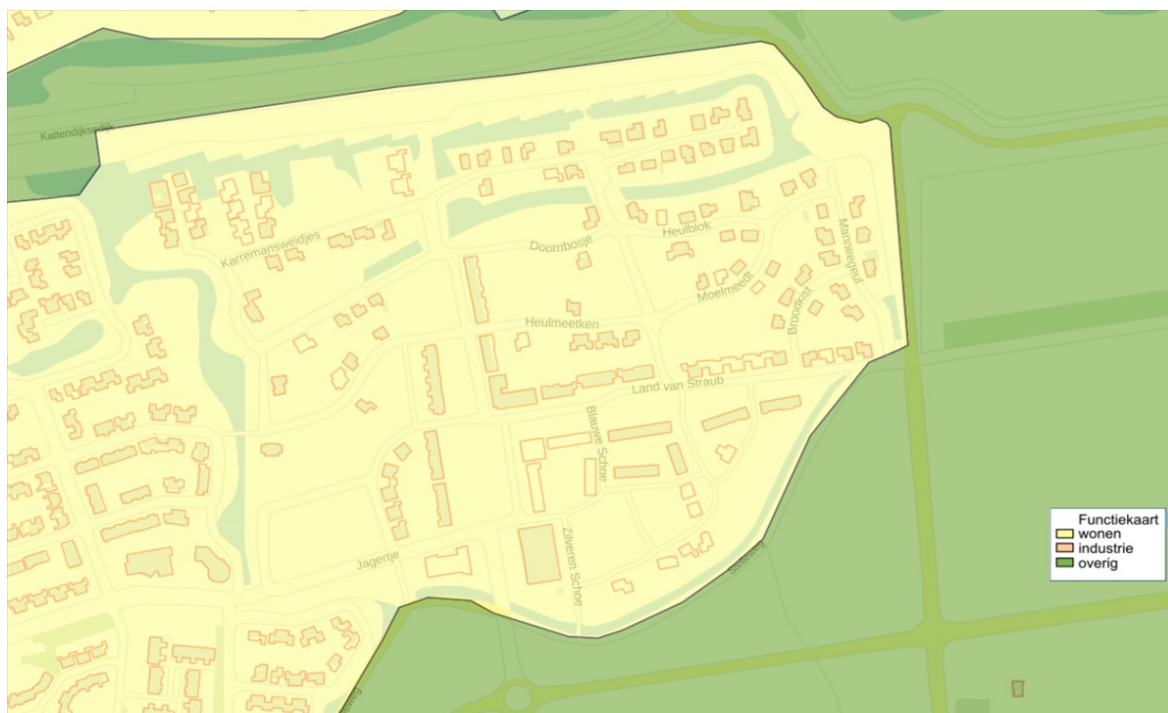 Kattendijksedijk
Karremansweidjes
Doornbosje
Heulblok
Manneegeul
Moelmeedt
Broodkist
Heulmeetken
Land van Straub
Blauwe Schoe
Zilveren Schoe
Jagertje
Functiekaart
wonen
industrie
overig